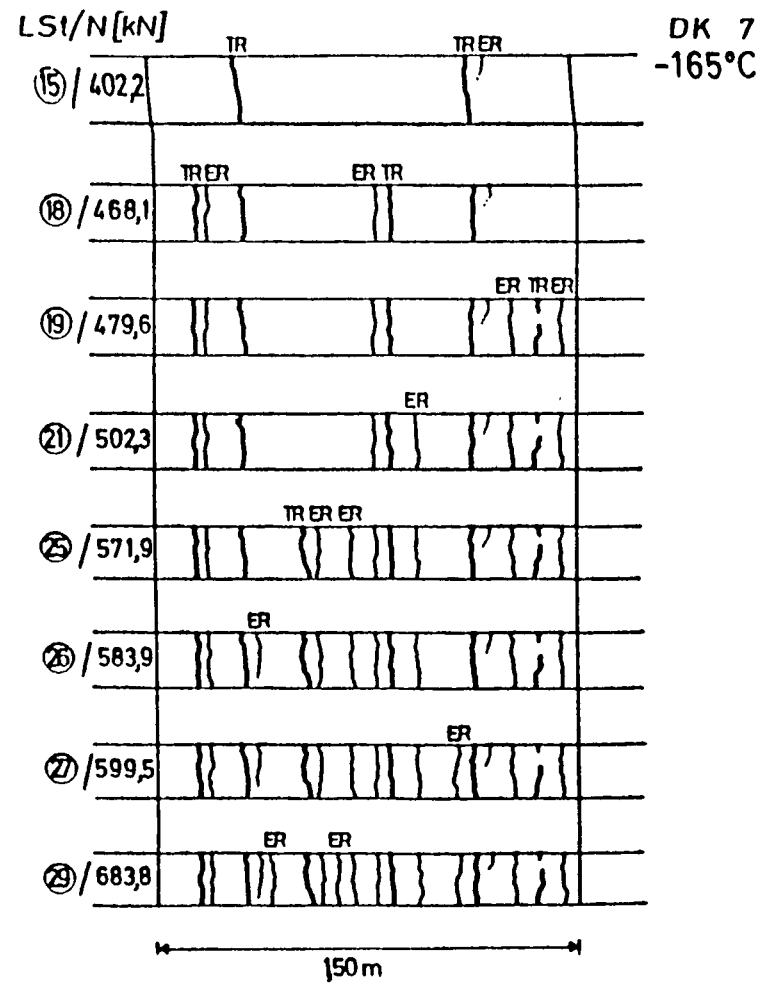 LSt/N[kN]
DK 7
-165°C
TR TR ER
15 / 402,2
TR ER ER TR
18 / 468,1
ER TR ER
19 / 479,6
ER
21 / 502,3
TR ER ER
25 / 571,9
ER
26 / 583,9
ER
27 / 599,5
ER ER
29 / 683,8
1,50 m